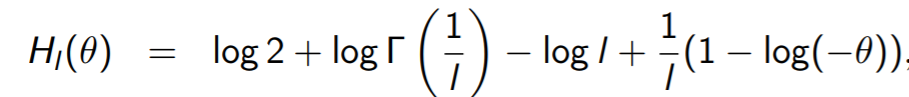 H_l(θ) = log 2 + log Γ(1/l) − log l + 1/l(1 − log(−θ)),